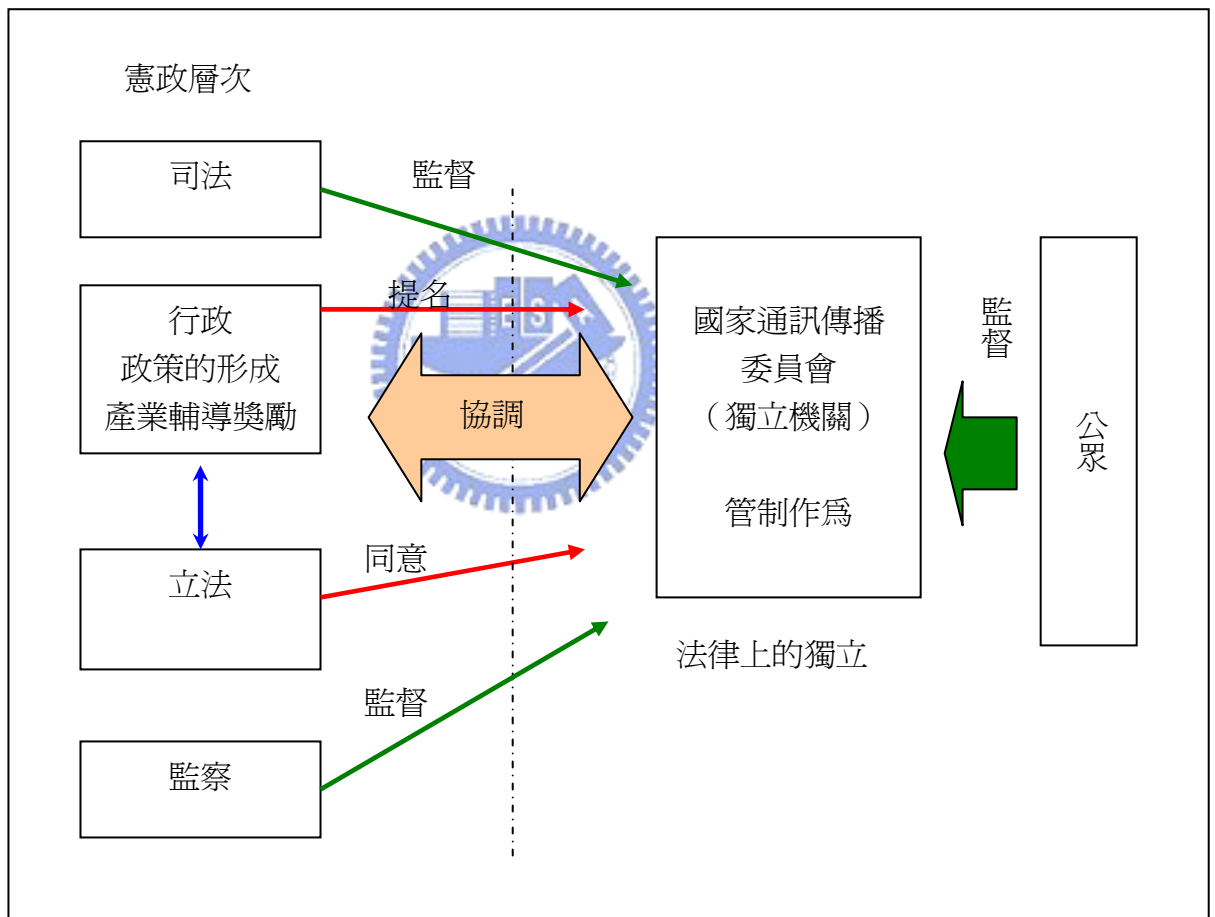 憲政層次
司法
監督
行政
政策的形成
產業輔導獎勵
提名
協調
立法
同意
監察
監督
國家通訊傳播
委員會
（獨立機關）
管制作為
法律上的獨立
監督
公眾